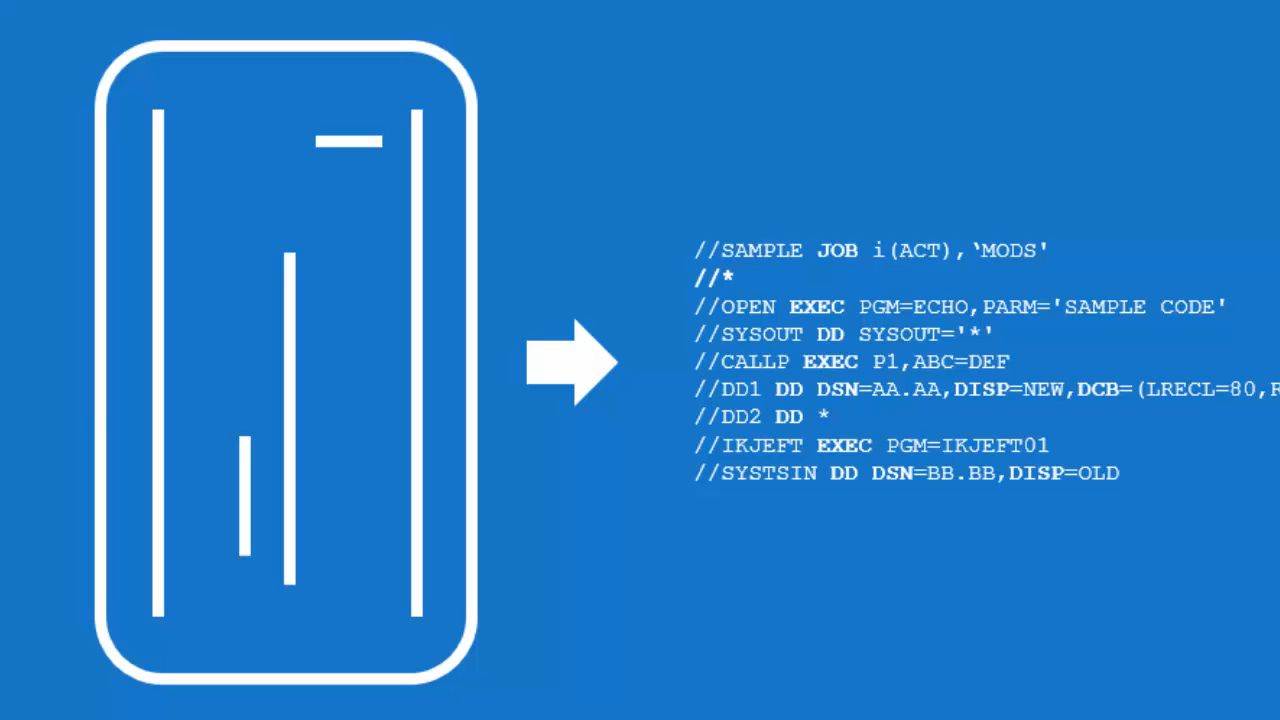 //SAMPLE JOB i(ACT),‘MODS'
//*
//OPEN EXEC PGM=ECHO,PARM='SAMPLE CODE'
//SYSOUT DD SYSOUT='*'
//CALLP EXEC P1,ABC=DEF
//DD1 DD DSN=AA.AA,DISP=NEW,DCB=(LRECL=80,R
//DD2 DD *
//IKJEFT EXEC PGM=IKJEFT01
//SYSTSIN DD DSN=BB.BB,DISP=OLD